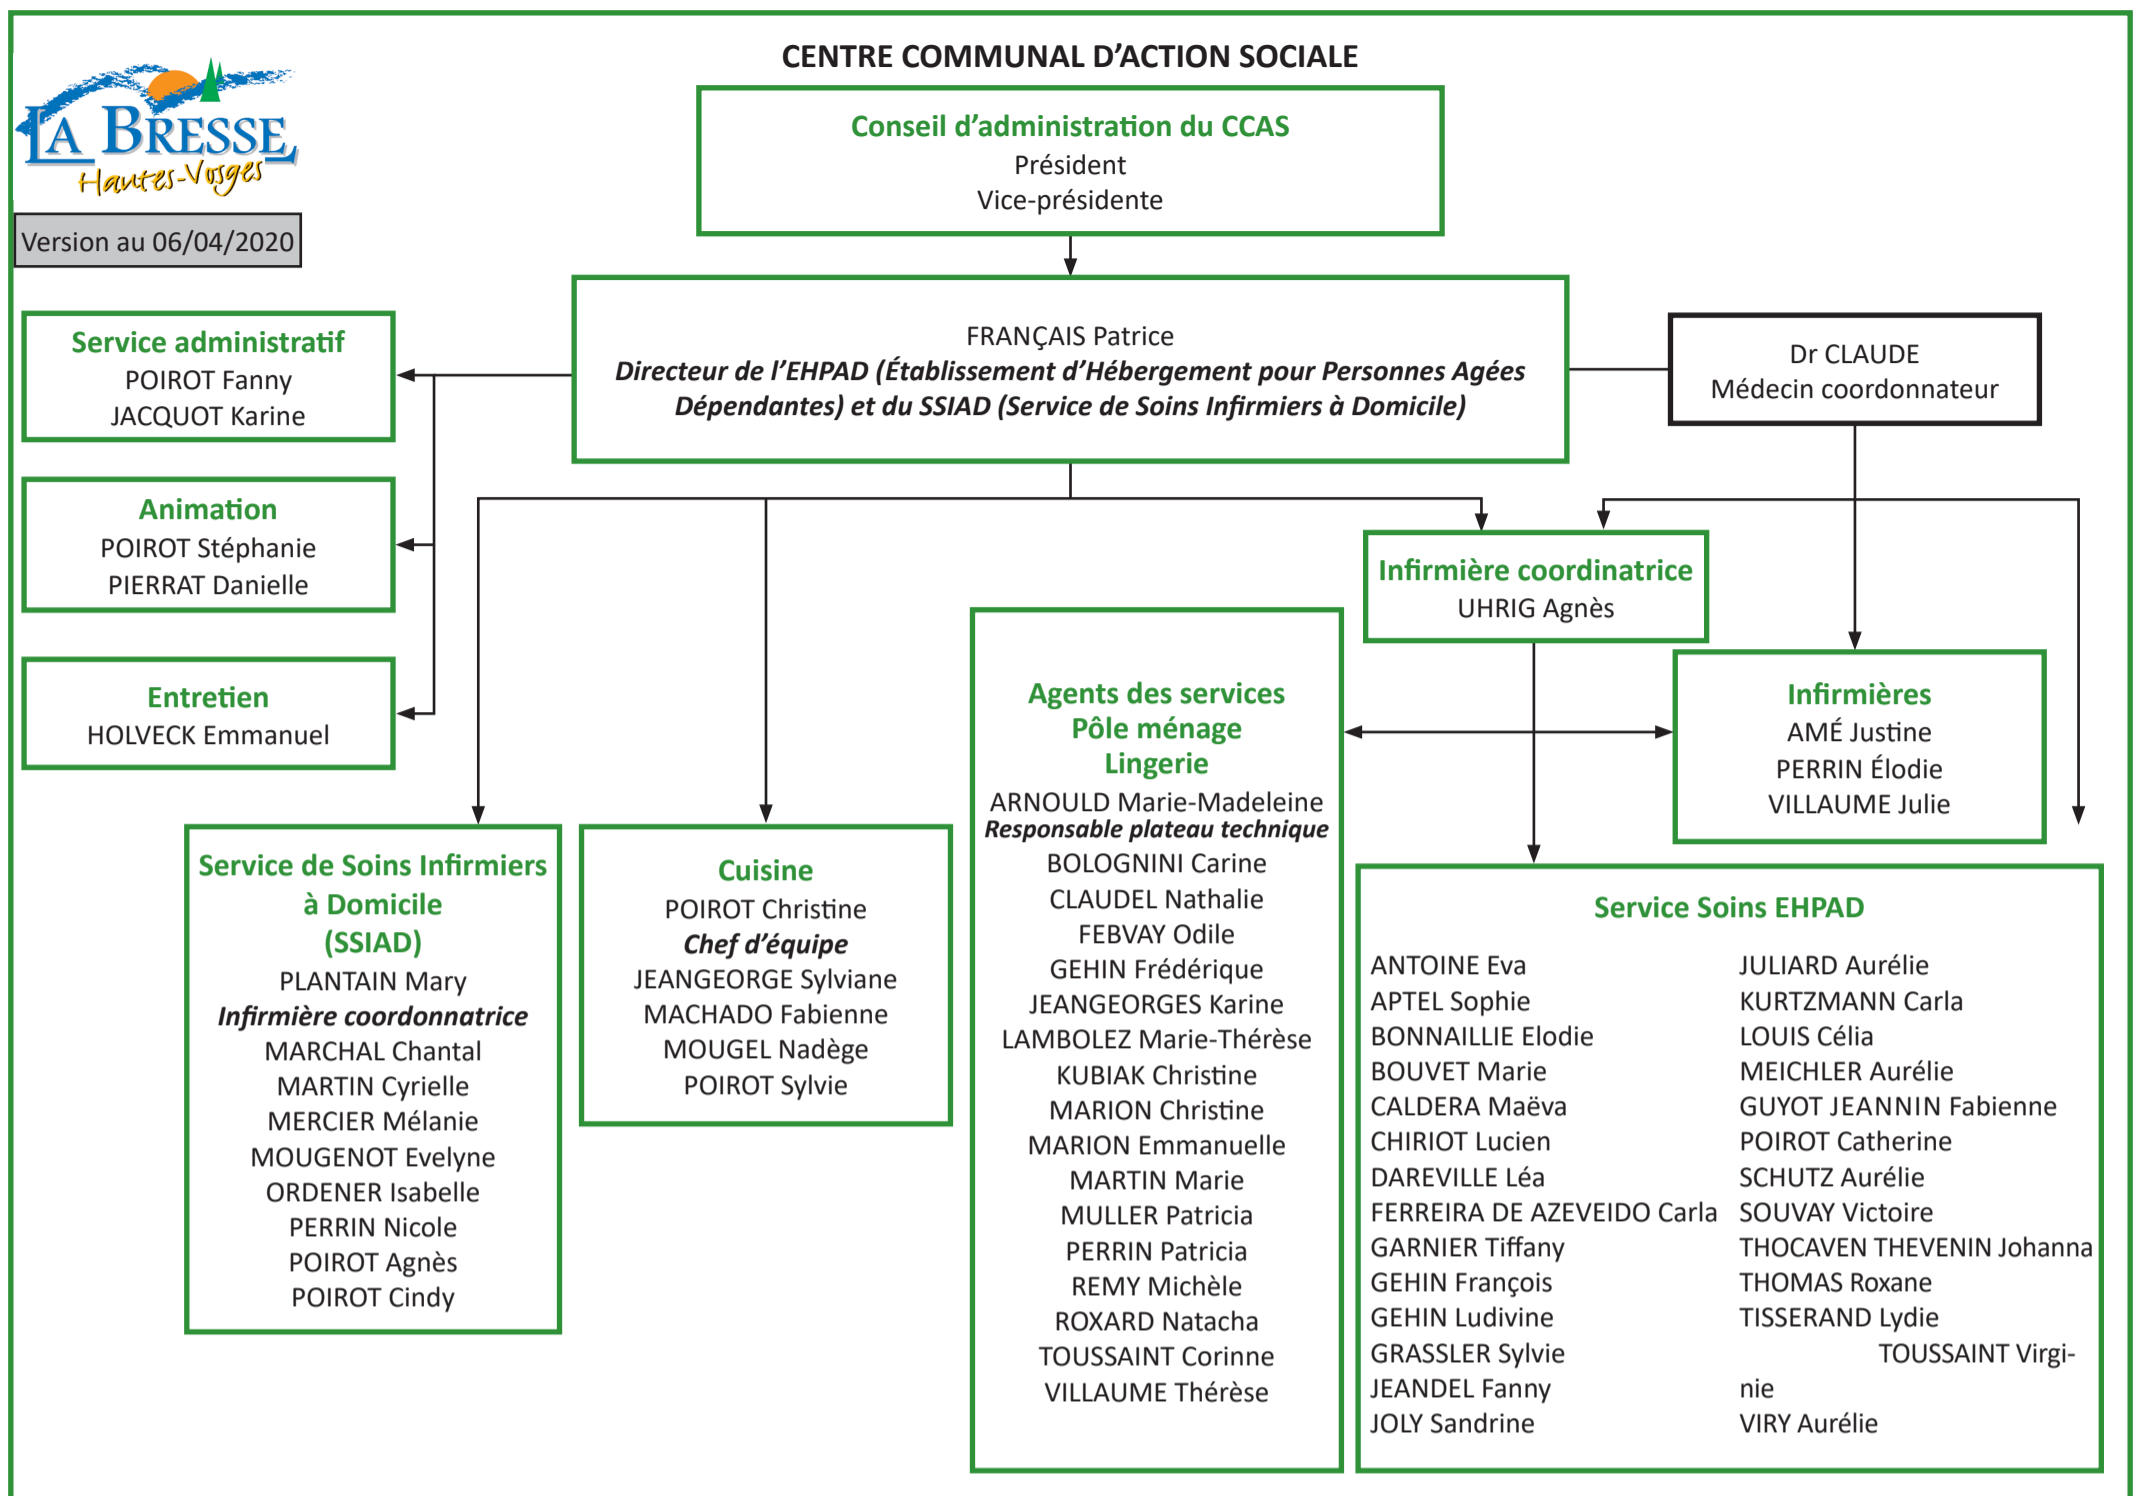 CENTRE COMMUNAL D’ACTION SOCIALE
LA BRESSE
Hautes-Vosges
Version au 06/04/2020
Conseil d’administration du CCAS
Président
Vice-présidente
FRANÇAIS Patrice
Directeur de l’EHPAD (Établissement d’Hébergement pour Personnes Agées
Dépendantes) et du SSIAD (Service de Soins Infirmiers à Domicile)
Dr CLAUDE
Médecin coordonnateur
Service administratif
POIROT Fanny
JACQUOT Karine
Animation
POIROT Stéphanie
PIERRAT Danielle
Entretien
HOLVECK Emmanuel
Infirmière coordinatrice
UHRIG Agnès
Infirmières
AMÉ Justine
PERRIN Élodie
VILLAUME Julie
Service de Soins Infirmiers
à Domicile
(SSIAD)
PLANTAIN Mary
Infirmière coordonnatrice
MARCHAL Chantal
MARTIN Cyrielle
MERCIER Mélanie
MOUGENOT Evelyne
ORDENER Isabelle
PERRIN Nicole
POIROT Agnès
POIROT Cindy
Cuisine
POIROT Christine
Chef d’équipe
JEANGEORGE Sylviane
MACHADO Fabienne
MOUGEL Nadège
POIROT Sylvie
Agents des services
Pôle ménage
Lingerie
ARNOULD Marie-Madeleine
Responsable plateau technique
BOLOGNINI Carine
CLAUDEL Nathalie
FEBVAY Odile
GEHIN Frédérique
JEANGEORGES Karine
LAMBOLEZ Marie-Thérèse
KUBIAK Christine
MARION Christine
MARION Emmanuelle
MARTIN Marie
MULLER Patricia
PERRIN Patricia
REMY Michèle
ROXARD Natacha
TOUSSAINT Corinne
VILLAUME Thérèse
Service Soins EHPAD
ANTOINE Eva
APTEL Sophie
BONNAILLIE Elodie
BOUVET Marie
CALDERA Maëva
CHIRIOT Lucien
DAREVILLE Léa
FERREIRA DE AZEVEIDO Carla
GARNIER Tiffany
GEHIN François
GEHIN Ludivine
GRASSLER Sylvie
JEANDEL Fanny
JOLY Sandrine
JULIARD Aurélie
KURTZMANN Carla
LOUIS Célia
MEICHLER Aurélie
GUYOT JEANNIN Fabienne
POIROT Catherine
SCHUTZ Aurélie
SOUVAY Victoire
THOCAVEN THEVENIN Johanna
THOMAS Roxane
TISSERAND Lydie
TOUSSAINT Virgi-
nie
VIRY Aurélie